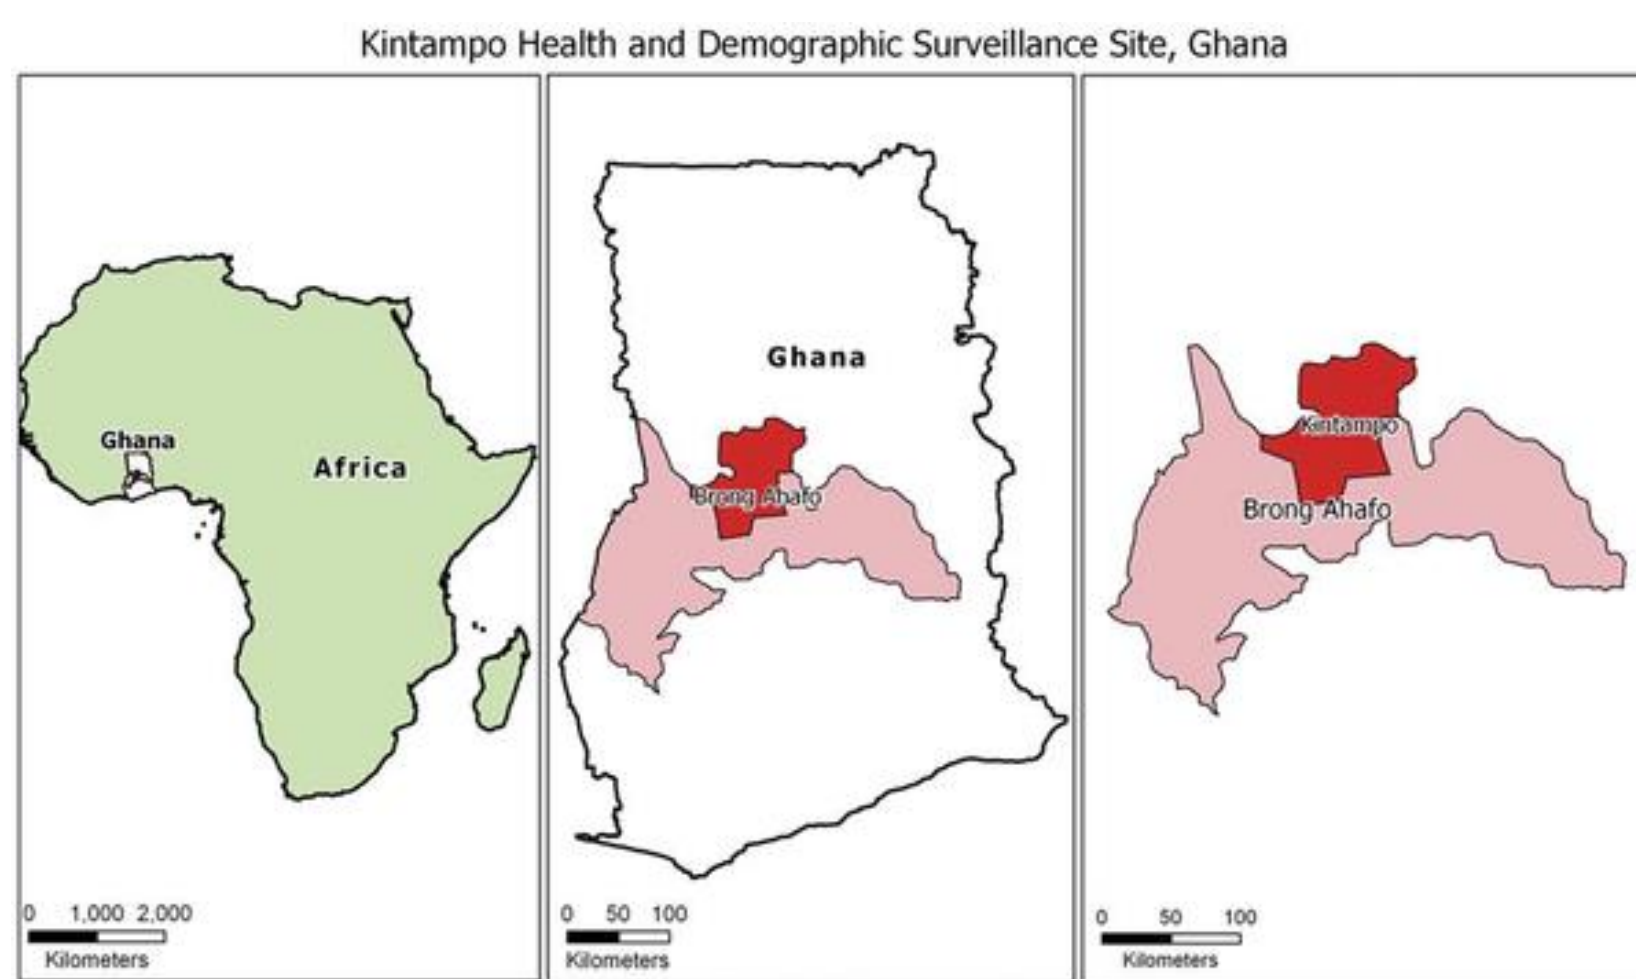 Kintampo Health and Demographic Surveillance Site, Ghana
Ghana
Africa
0 1,000 2,000
Kilometers
Ghana
Brong Ahafo
0 50 100
Kilometers
Kintampo
Brong Ahafo
0 50 100
Kilometers